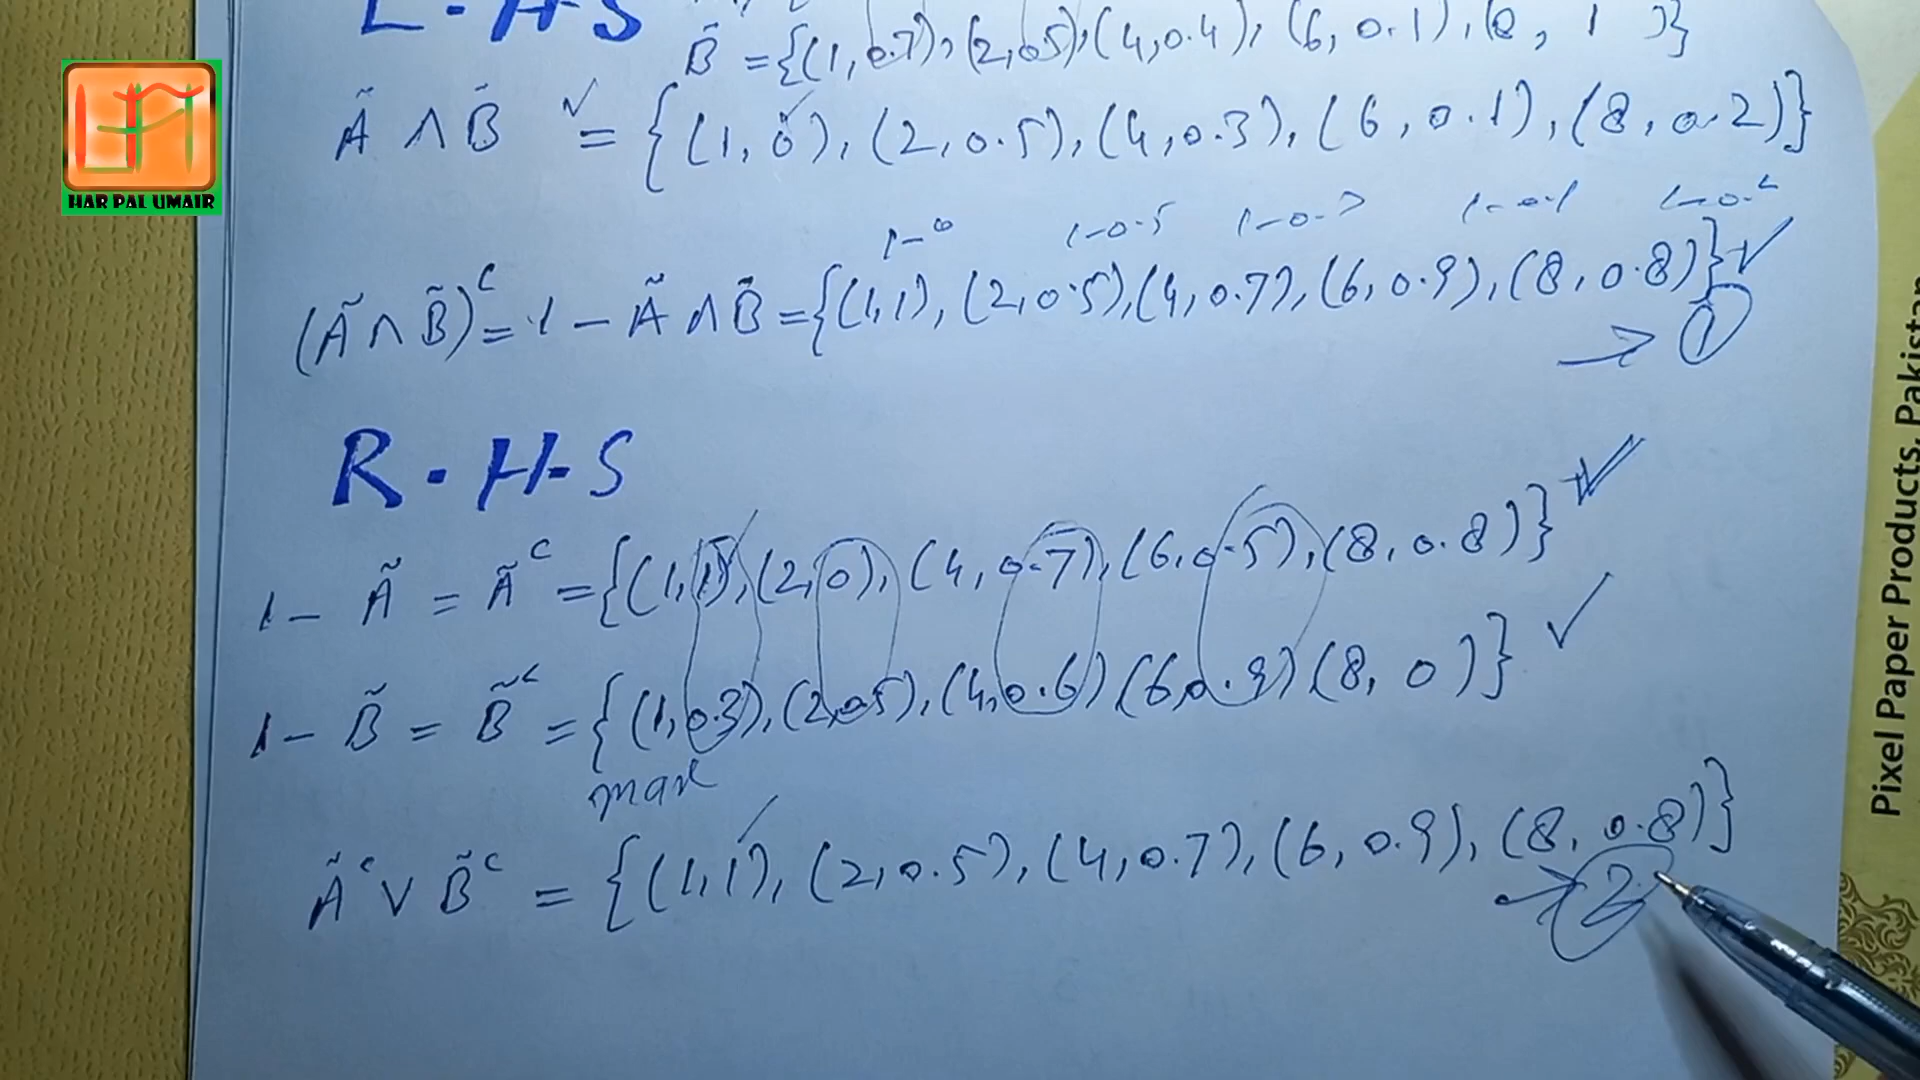 L.H.S
B̃ = {(1, 0.7), (2, 0.5), (4, 0.4), (6, 0.1), (8, 1)}
Ã ∧ B̃ = {(1, 0), (2, 0.5), (4, 0.3), (6, 0.1), (8, 0.2)}
1-0 1-0.5 1-0.3 1-0.1 1-0.2
(Ã ∧ B̃)ᶜ = 1 - Ã ∧ B̃ = {(1,1), (2,0.5), (4,0.7), (6,0.9), (8,0.8)}
→ 1
R.H.S
1 - Ã = Ãᶜ = {(1,1), (2,0), (4,0.7), (6,0.5), (8,0.8)}
1 - B̃ = B̃ᶜ = {(1,0.3), (2,0.5), (4,0.6) (6,0.9) (8,0)}
max
Ãᶜ ∨ B̃ᶜ = {(1,1), (2,0.5), (4,0.7), (6,0.9), (8,0.8)}
→ 2
HAR PAL UMAIR
Pixel Paper Products, Pakistan